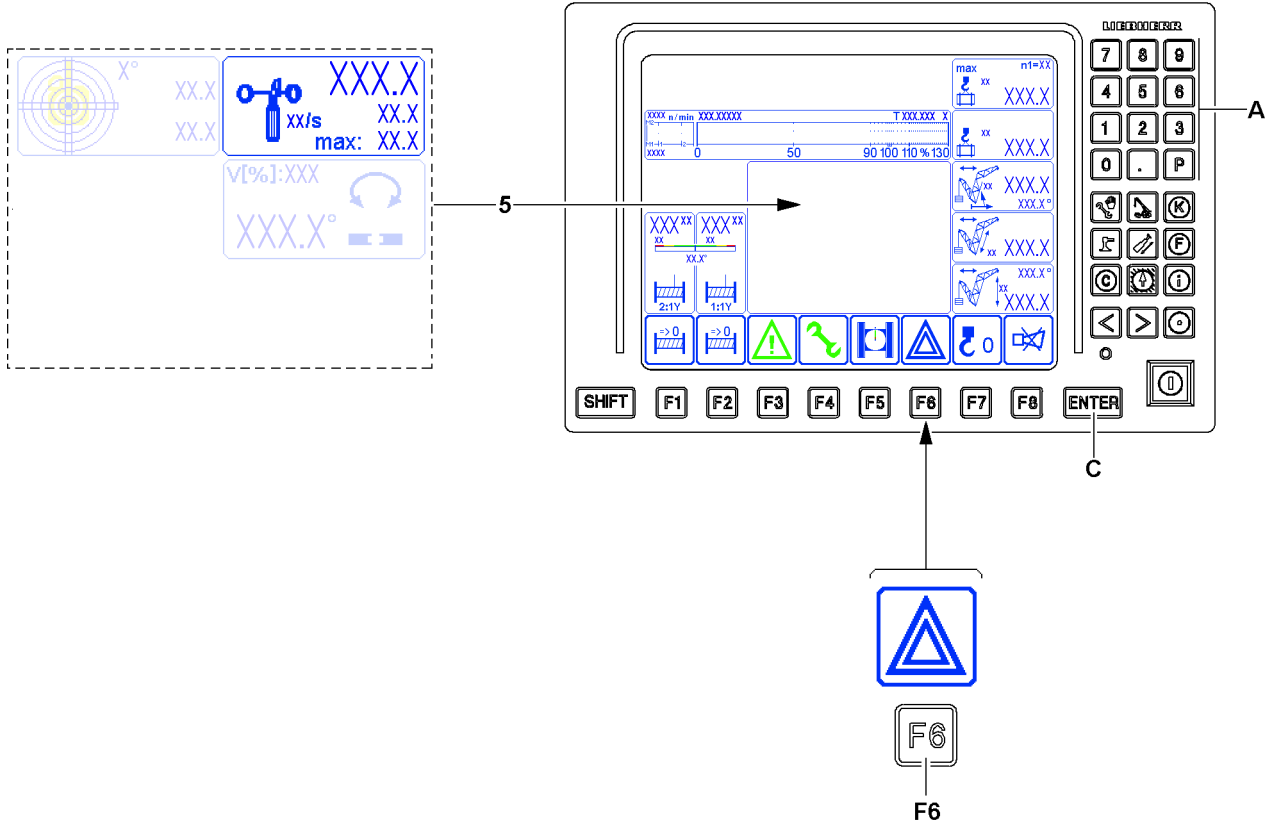 X°
XX.X
XX.X
XXX.X
XX.X
xx/s
max: XX.X
V[%]:XXX
XXX.X°
5
LIEBHERR
max
n1=XX
xx
XXX.X
xx
XXX.X
/xx
XXX.X
XXX.X°
xx
XXX.X
XXX.X°
xx
XXX.X
XXXX n/min XXX.XXXXX T XXX.XXX X
XXXX 0 50 90 100 110 % 130
XXX xx XXX xx
xx xx
XX.X°
2:1Y 1:1Y
=>0 =>0
! 0
SHIFT F1 F2 F3 F4 F5 F6 F7 F8 ENTER
7 8 9
4 5 6
1 2 3
0 . P
A
K
F
C i
< >
C
F6
F6